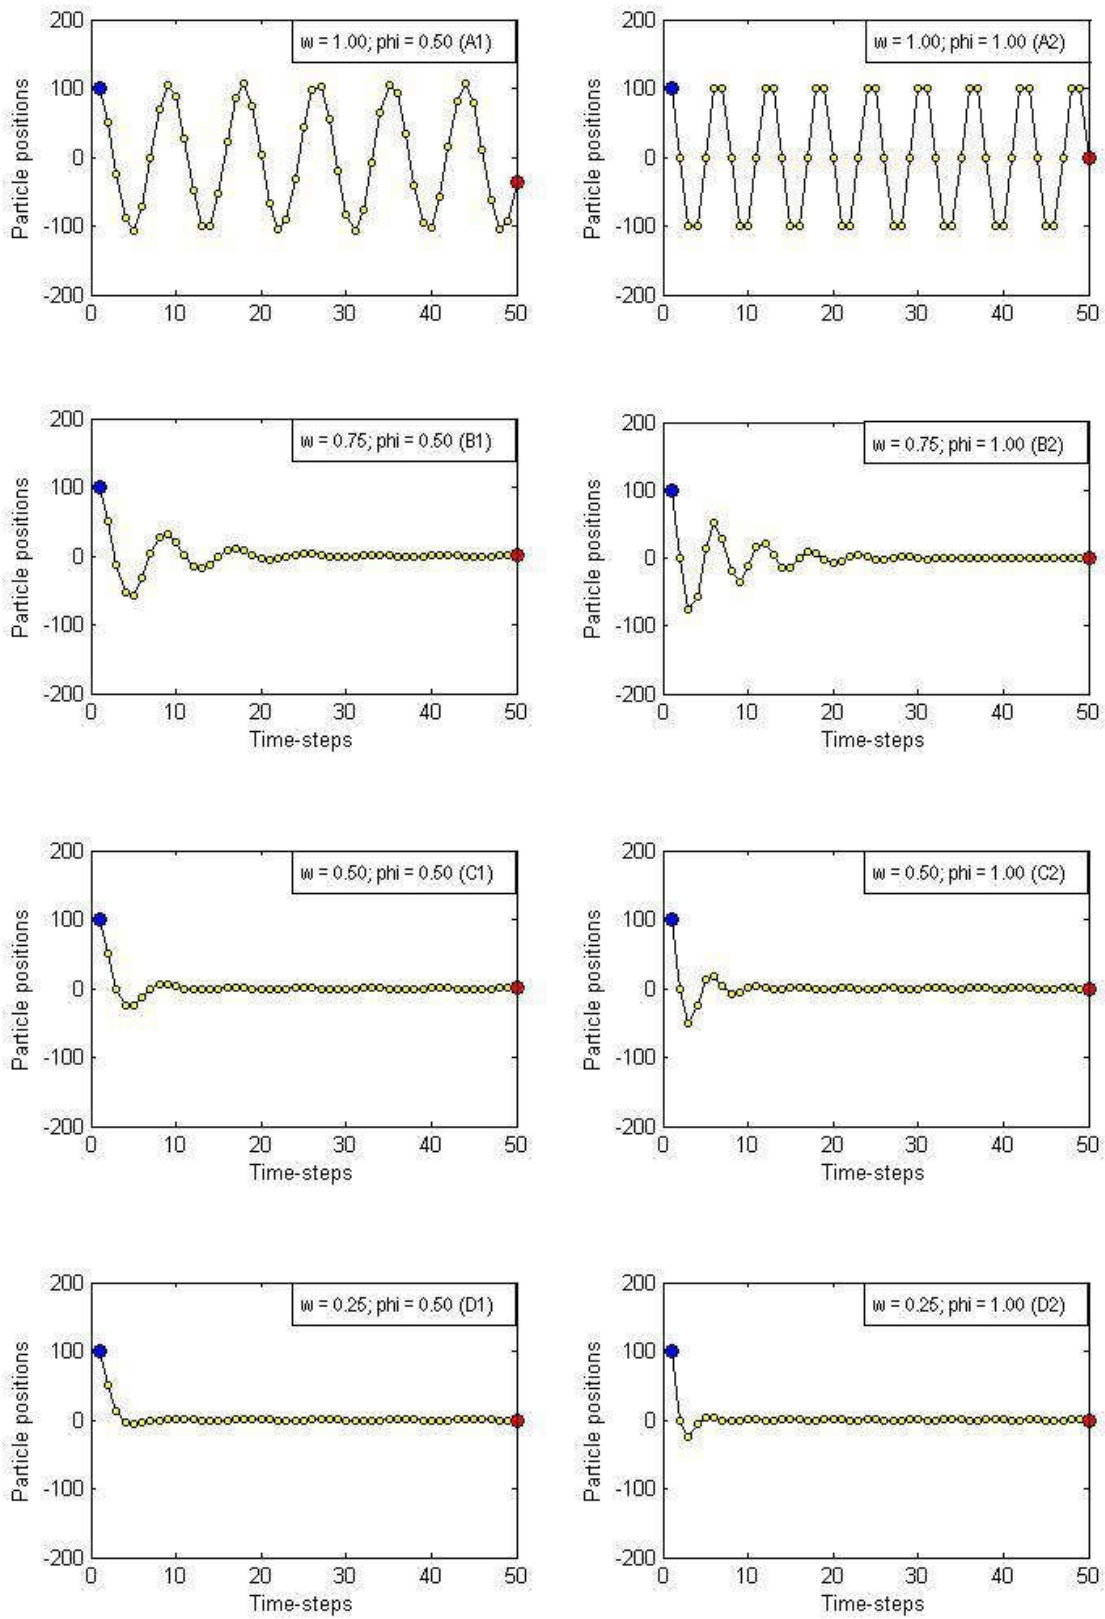 200
100
0
-100
-200
Particle positions
w = 1.00; phi = 0.50 (A1)
0 10 20 30 40 50
200
100
0
-100
-200
Particle positions
w = 1.00; phi = 1.00 (A2)
0 10 20 30 40 50
200
100
0
-100
-200
Particle positions
w = 0.75; phi = 0.50 (B1)
0 10 20 30 40 50
Time-steps
200
100
0
-100
-200
Particle positions
w = 0.75; phi = 1.00 (B2)
0 10 20 30 40 50
Time-steps
200
100
0
-100
-200
Particle positions
w = 0.50; phi = 0.50 (C1)
0 10 20 30 40 50
Time-steps
200
100
0
-100
-200
Particle positions
w = 0.50; phi = 1.00 (C2)
0 10 20 30 40 50
Time-steps
200
100
0
-100
-200
Particle positions
w = 0.25; phi = 0.50 (D1)
0 10 20 30 40 50
Time-steps
200
100
0
-100
-200
Particle positions
w = 0.25; phi = 1.00 (D2)
0 10 20 30 40 50
Time-steps